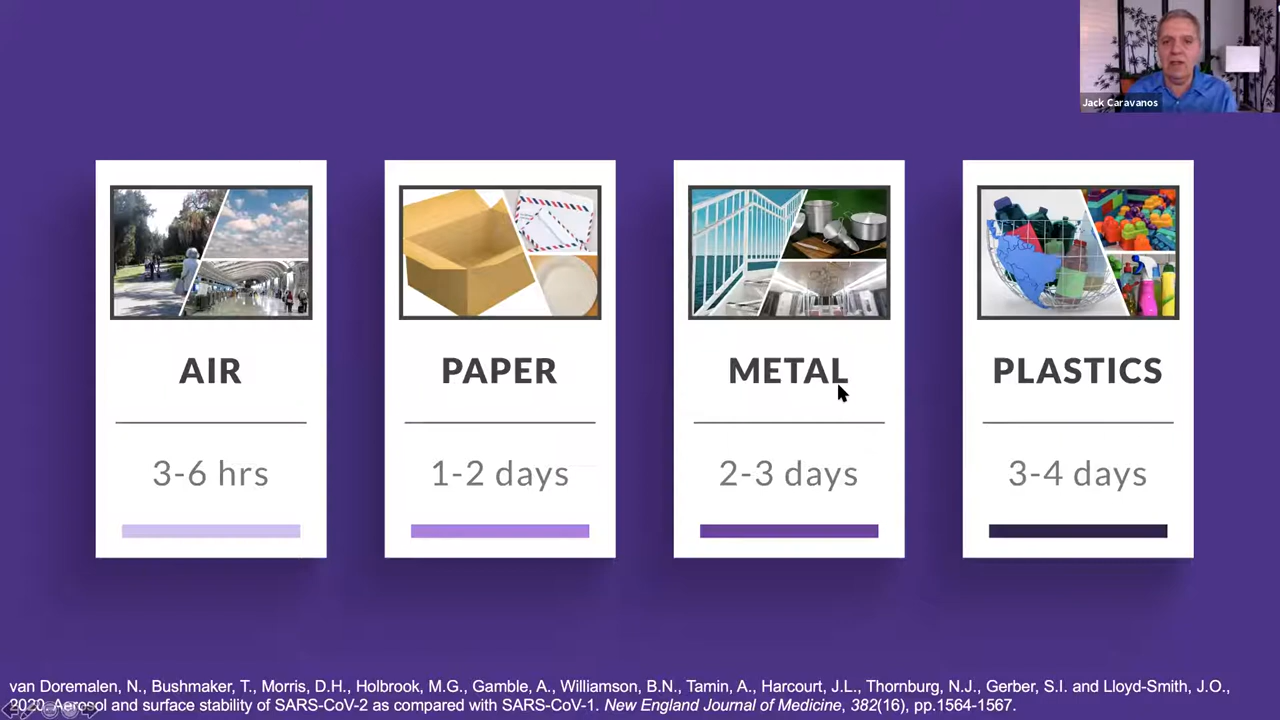 Jack Caravanos
AIR
3-6 hrs
PAPER
1-2 days
METAL
2-3 days
PLASTICS
3-4 days
van Doremalen, N., Bushmaker, T., Morris, D.H., Holbrook, M.G., Gamble, A., Williamson, B.N., Tamin, A., Harcourt, J.L., Thornburg, N.J., Gerber, S.I. and Lloyd-Smith, J.O.,
2020. Aerosol and surface stability of SARS-CoV-2 as compared with SARS-CoV-1. New England Journal of Medicine, 382(16), pp.1564-1567.